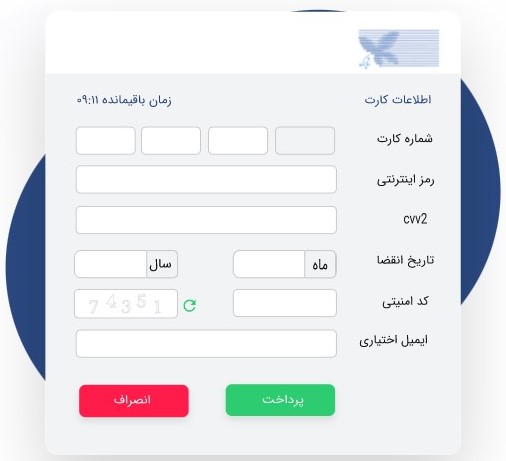 اطلاعات کارت
زمان باقیمانده ۰۹:۱۱
شماره کارت
رمز اینترنتی
cvv2
تاریخ انقضا
ماه
سال
کد امنیتی
74351
ایمیل اختیاری
پرداخت
انصراف